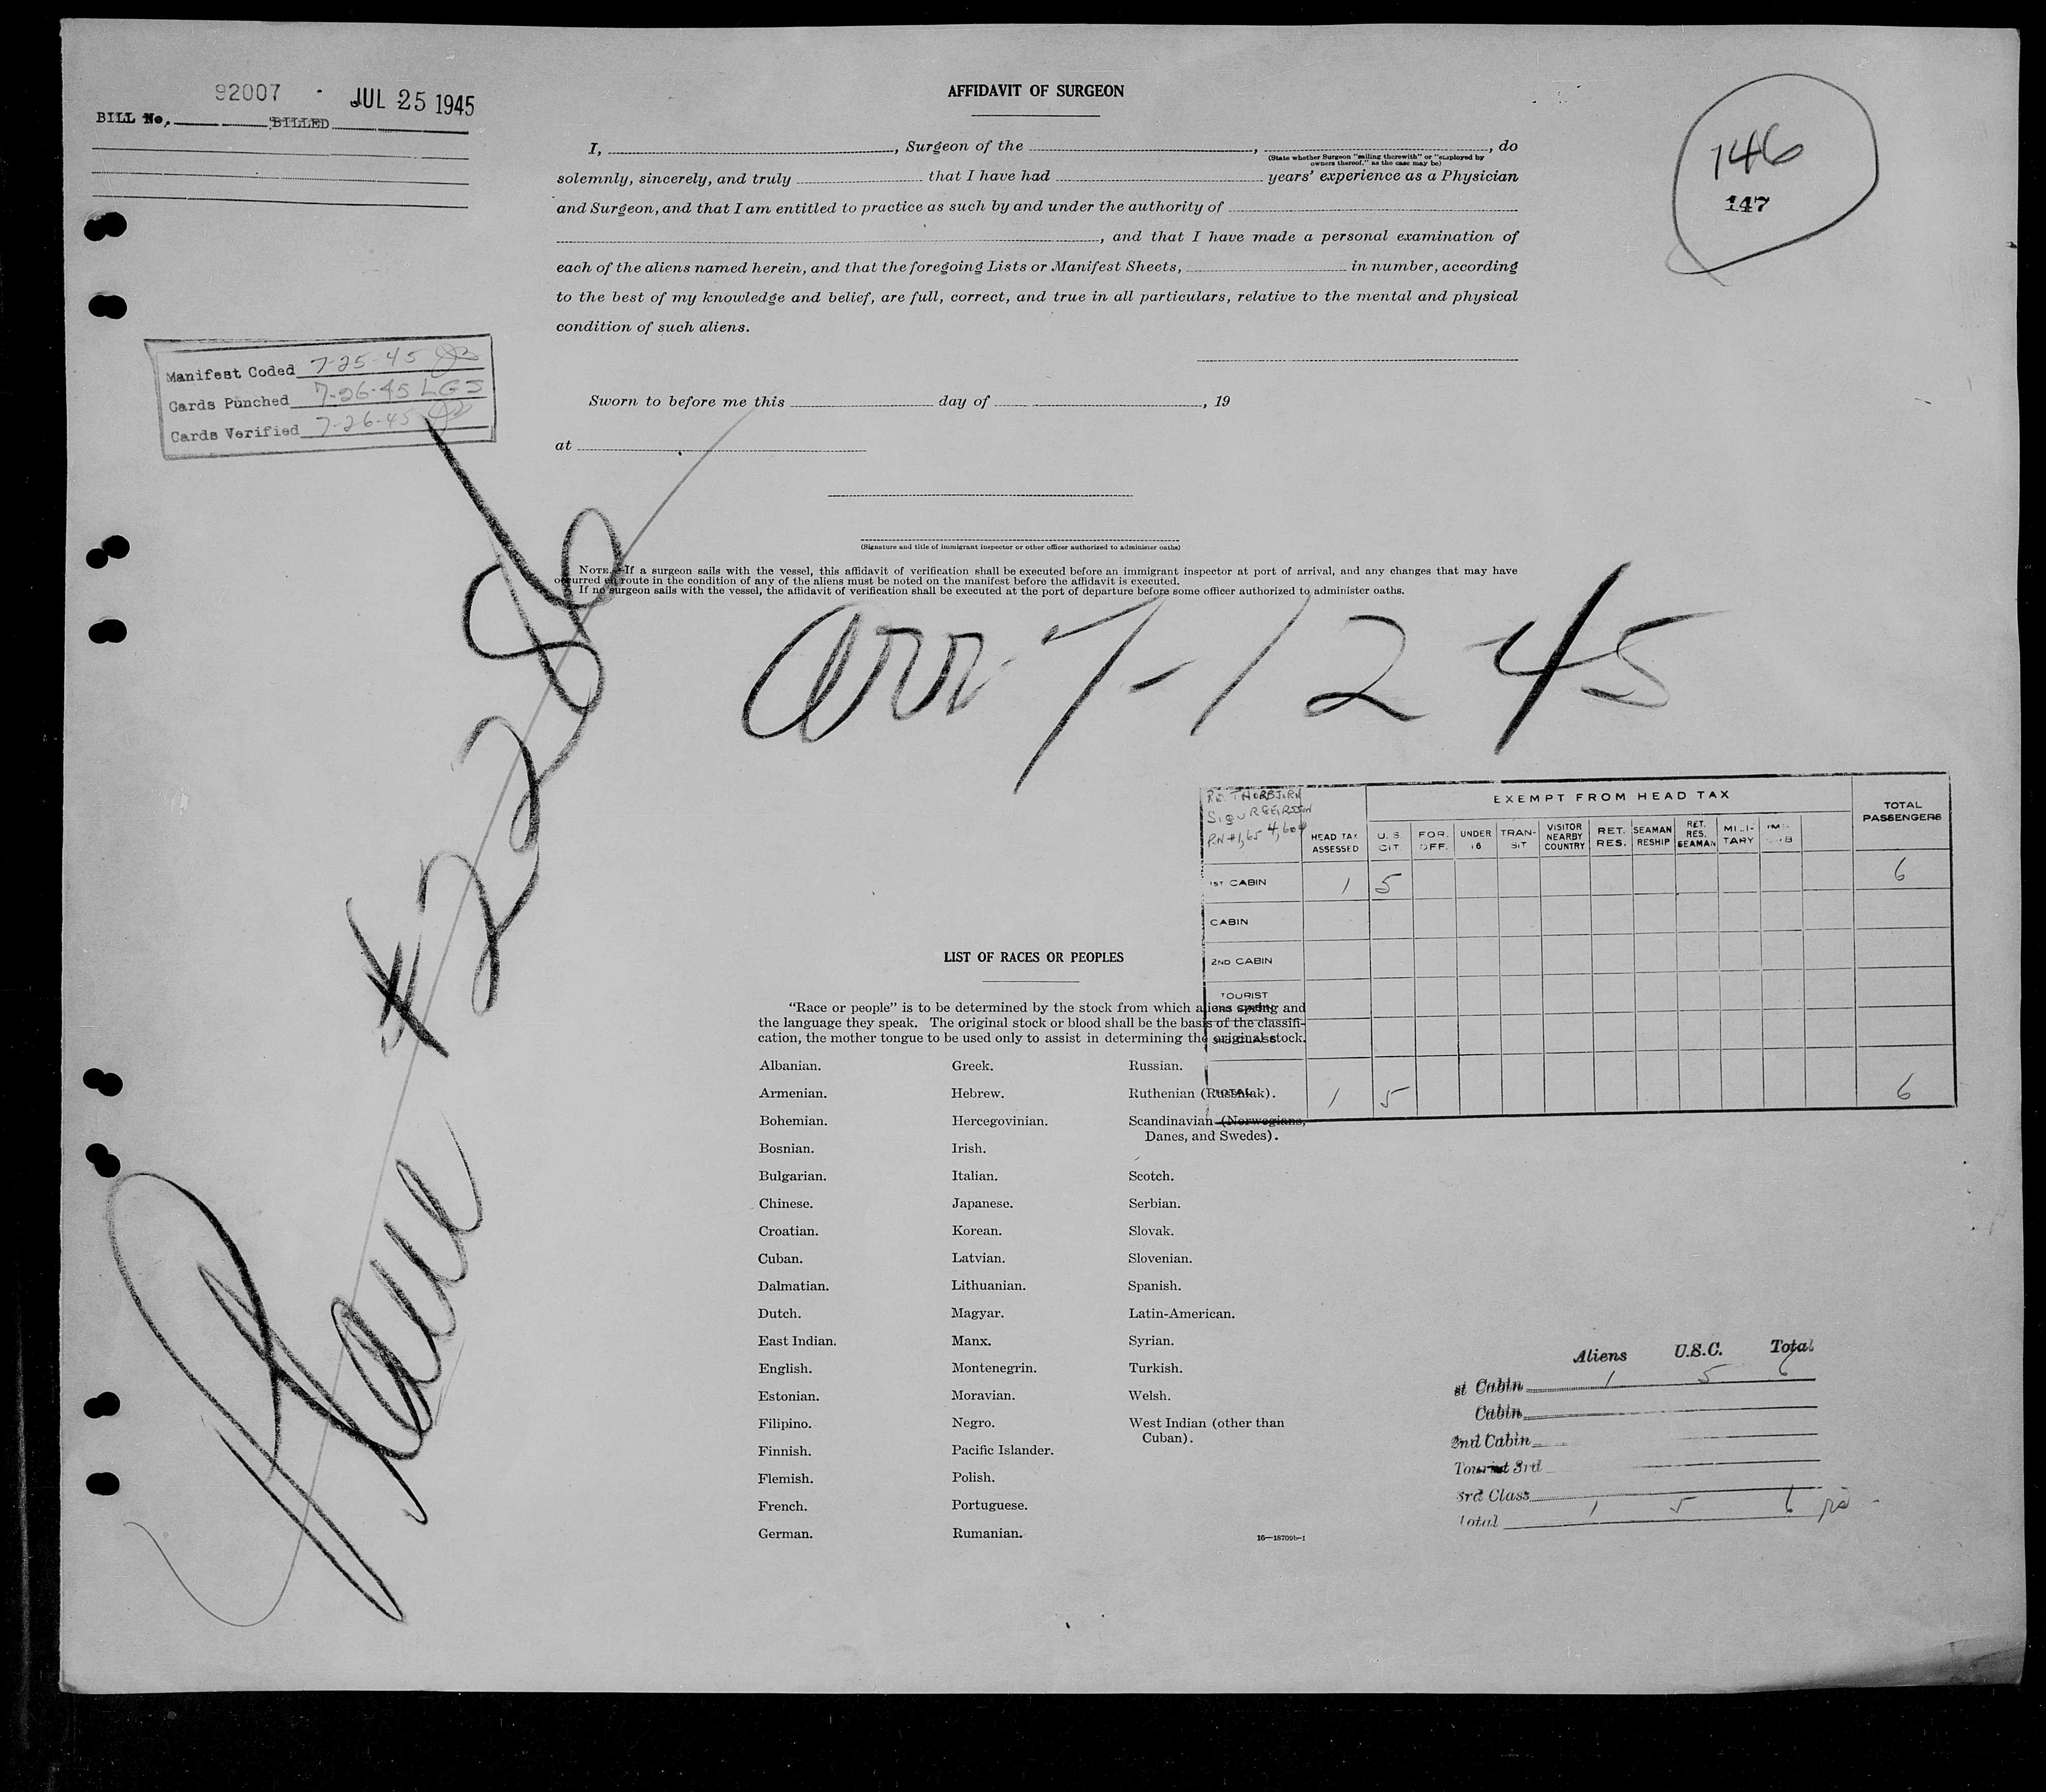 92007 JUL 25 1945
BILL No. BILLED
AFFIDAVIT OF SURGEON
146
147
I, , Surgeon of the , , do
(State whether Surgeon "sailing therewith" or "employed by
owners thereof," as the case may be)
solemnly, sincerely, and truly that I have had years' experience as a Physician
and Surgeon, and that I am entitled to practice as such by and under the authority of
, and that I have made a personal examination of
each of the aliens named herein, and that the foregoing Lists or Manifest Sheets, in number, according
to the best of my knowledge and belief, are full, correct, and true in all particulars, relative to the mental and physical
condition of such aliens.
Manifest Coded 7-25-45
Cards Punched 7-26-45 LGS
Cards Verified 7-26-45
Sworn to before me this day of , 19
at
(Signature and title of immigrant inspector or other officer authorized to administer oaths)
NOTE.—If a surgeon sails with the vessel, this affidavit of verification shall be executed before an immigrant inspector at port of arrival, and any changes that may have
occurred en route in the condition of any of the aliens must be noted on the manifest before the affidavit is executed.
If no surgeon sails with the vessel, the affidavit of verification shall be executed at the port of departure before some officer authorized to administer oaths.
arr 7-12 45
Plane
RE. THORBJORN
SIGURGEIRSSON
PN #1,654,604
EXEMPT FROM HEAD TAX
HEAD TAX ASSESSED
U. S. CIT.
FOR. OFF.
UNDER 16
TRAN-SIT
VISITOR NEARBY COUNTRY
RET. RES.
SEAMAN RESHIP
RET. RES. SEAMAN
MILI-TARY
TOTAL PASSENGERS
1ST CABIN 1 5 6
CABIN
2ND CABIN
TOURIST
TOTAL 1 5 6
LIST OF RACES OR PEOPLES
"Race or people" is to be determined by the stock from which aliens spring and
the language they speak. The original stock or blood shall be the basis of the classifi-
cation, the mother tongue to be used only to assist in determining the original stock.
Albanian. Greek. Russian.
Armenian. Hebrew. Ruthenian (Russniak).
Bohemian. Hercegovinian. Scandinavian (Norwegians,
Danes, and Swedes).
Bosnian. Irish.
Bulgarian. Italian. Scotch.
Chinese. Japanese. Serbian.
Croatian. Korean. Slovak.
Cuban. Latvian. Slovenian.
Dalmatian. Lithuanian. Spanish.
Dutch. Magyar. Latin-American.
East Indian. Manx. Syrian.
English. Montenegrin. Turkish.
Estonian. Moravian. Welsh.
Filipino. Negro. West Indian (other than
Cuban).
Finnish. Pacific Islander.
Flemish. Polish.
French. Portuguese.
German. Rumanian.
16—18709b-1
Aliens U.S.C. Total
st Cabin 1 5 6
Cabin
2nd Cabin
Tourist 3rd
3rd Class
Total 1 5 6